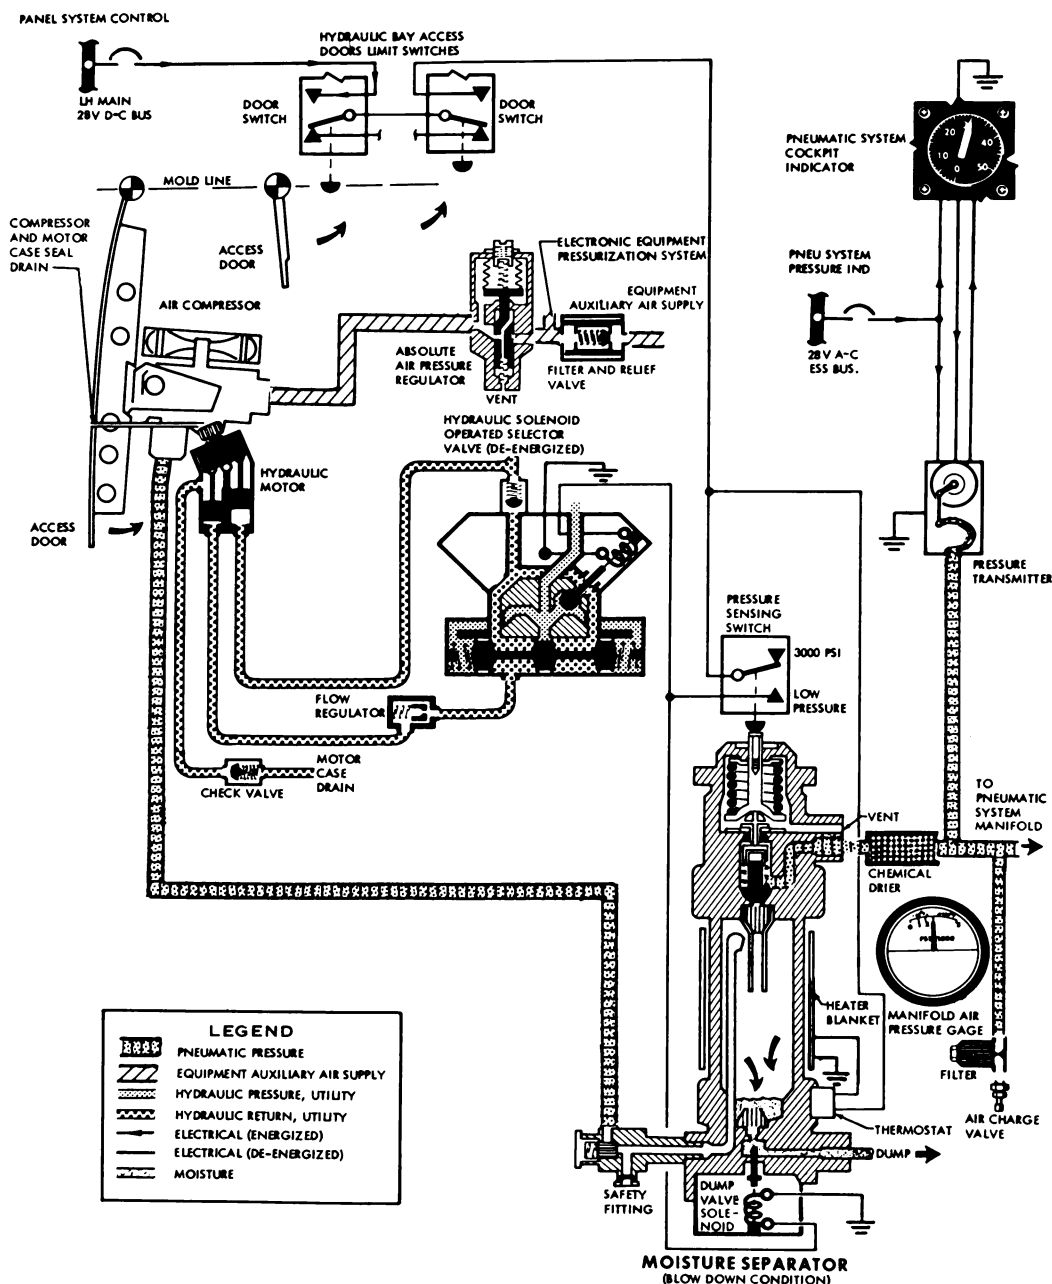 PANEL SYSTEM CONTROL
LH MAIN
28V D-C BUS
HYDRAULIC BAY ACCESS
DOORS LIMIT SWITCHES
DOOR
SWITCH
DOOR
SWITCH
PNEUMATIC SYSTEM
COCKPIT
INDICATOR
20
40
10
0
50
MOLD LINE
COMPRESSOR
AND MOTOR
CASE SEAL
DRAIN
ACCESS
DOOR
ELECTRONIC EQUIPMENT
PRESSURIZATION SYSTEM
PNEU SYSTEM
PRESSURE IND
AIR COMPRESSOR
EQUIPMENT
AUXILIARY AIR SUPPLY
28V A-C
ESS BUS.
ABSOLUTE
AIR PRESSURE
REGULATOR
FILTER AND RELIEF
VALVE
VENT
HYDRAULIC SOLENOID
OPERATED SELECTOR
VALVE (DE-ENERGIZED)
HYDRAULIC
MOTOR
ACCESS
DOOR
PRESSURE
TRANSMITTER
PRESSURE
SENSING
SWITCH
3000 PSI
LOW
PRESSURE
FLOW
REGULATOR
MOTOR
CASE
DRAIN
CHECK VALVE
TO
PNEUMATIC
SYSTEM
MANIFOLD
VENT
CHEMICAL
DRIER
HEATER
BLANKET
MANIFOLD AIR
PRESSURE GAGE
FILTER
AIR CHARGE
VALVE
THERMOSTAT
DUMP
SAFETY
FITTING
DUMP
VALVE
SOLE-
NOID
LEGEND
PNEUMATIC PRESSURE
EQUIPMENT AUXILIARY AIR SUPPLY
HYDRAULIC PRESSURE, UTILITY
HYDRAULIC RETURN, UTILITY
ELECTRICAL (ENERGIZED)
ELECTRICAL (DE-ENERGIZED)
MOISTURE
MOISTURE SEPARATOR
(BLOW DOWN CONDITION)